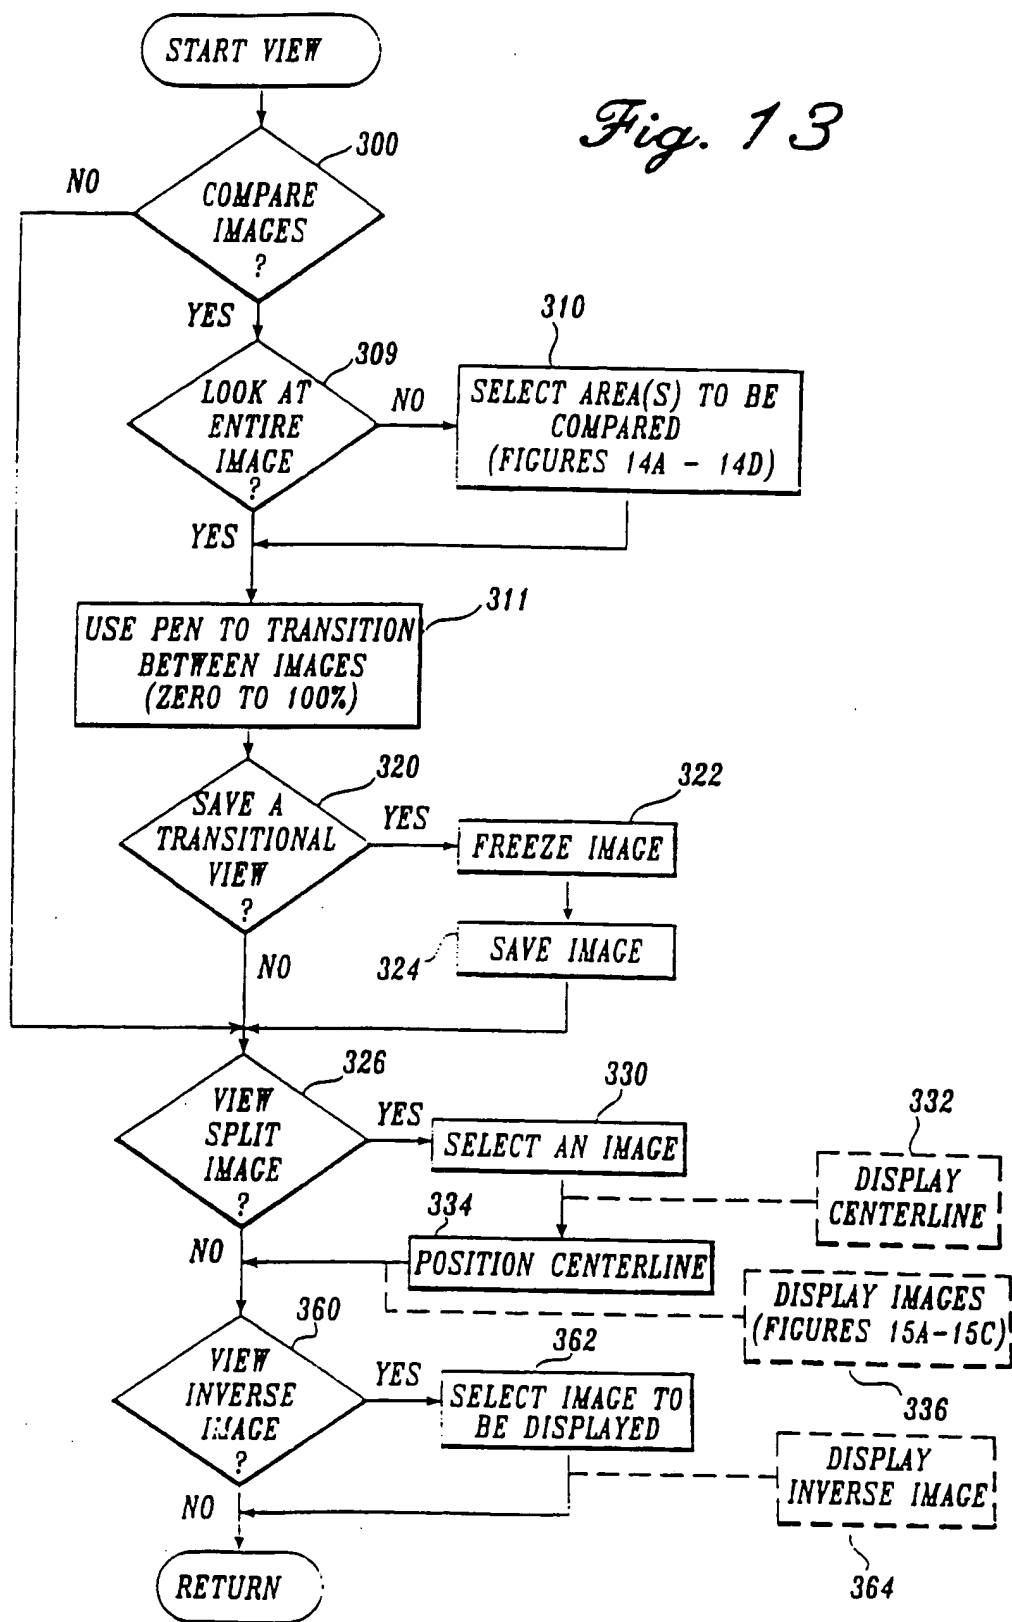 START VIEW
Fig. 13
300
NO
COMPARE
IMAGES
?
YES
309
310
LOOK AT
ENTIRE
IMAGE
?
NO
SELECT AREA(S) TO BE
COMPARED
(FIGURES 14A - 14D)
YES
311
USE PEN TO TRANSITION
BETWEEN IMAGES
(ZERO TO 100%)
320
322
SAVE A
TRANSITIONAL
VIEW
?
YES
FREEZE IMAGE
324
SAVE IMAGE
NO
326
330
332
VIEW
SPLIT
IMAGE
?
YES
SELECT AN IMAGE
DISPLAY
CENTERLINE
334
NO
POSITION CENTERLINE
DISPLAY IMAGES
(FIGURES 15A-15C)
336
360
362
VIEW
INVERSE
IMAGE
?
YES
SELECT IMAGE TO
BE DISPLAYED
DISPLAY
INVERSE IMAGE
364
NO
RETURN